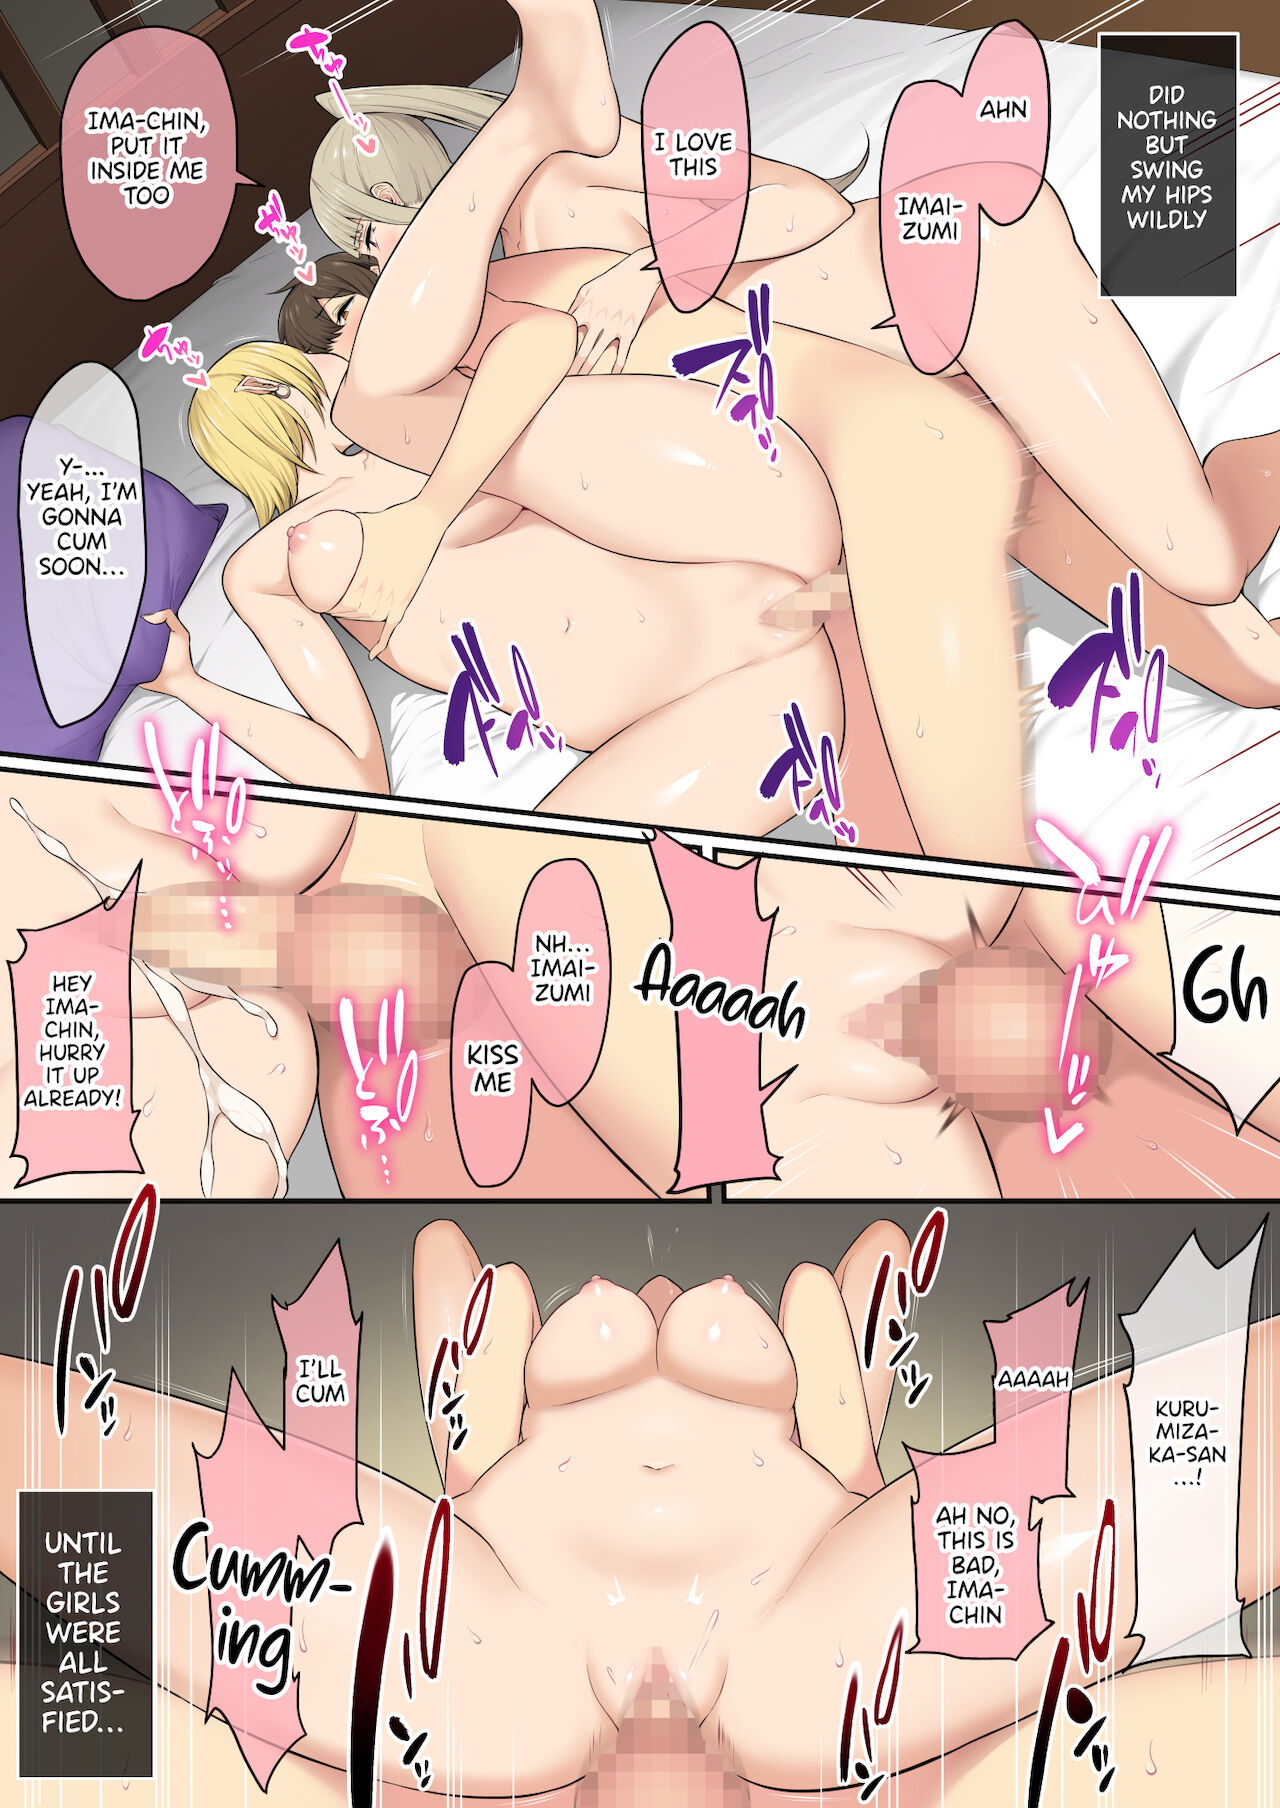 DID
NOTHING
BUT
SWING
MY HIPS
WILDLY
AHN
IMAI-
ZUMI
I LOVE
THIS
IMA-CHIN,
PUT IT
INSIDE ME
TOO
Y-...
YEAH, I'M
GONNA
CUM
SOON...
Gh
Aaaaah
NH...
IMAI-
ZUMI
KISS
ME
HEY
IMA-
CHIN,
HURRY
IT UP
ALREADY!
KURU-
MIZA-
KA-SAN
...!
AAAAH
AH NO,
THIS IS
BAD,
IMA-
CHIN
I'LL
CUM
Cumm-
ing
UNTIL
THE
GIRLS
WERE
ALL
SATIS-
FIED...